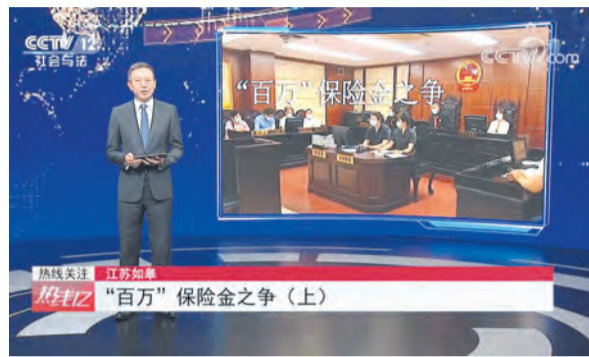 CCTV 12
社会与法
CCTV.com
“百万”保险金之争
热线关注
江苏如皋
热线12
“百万”保险金之争（上）